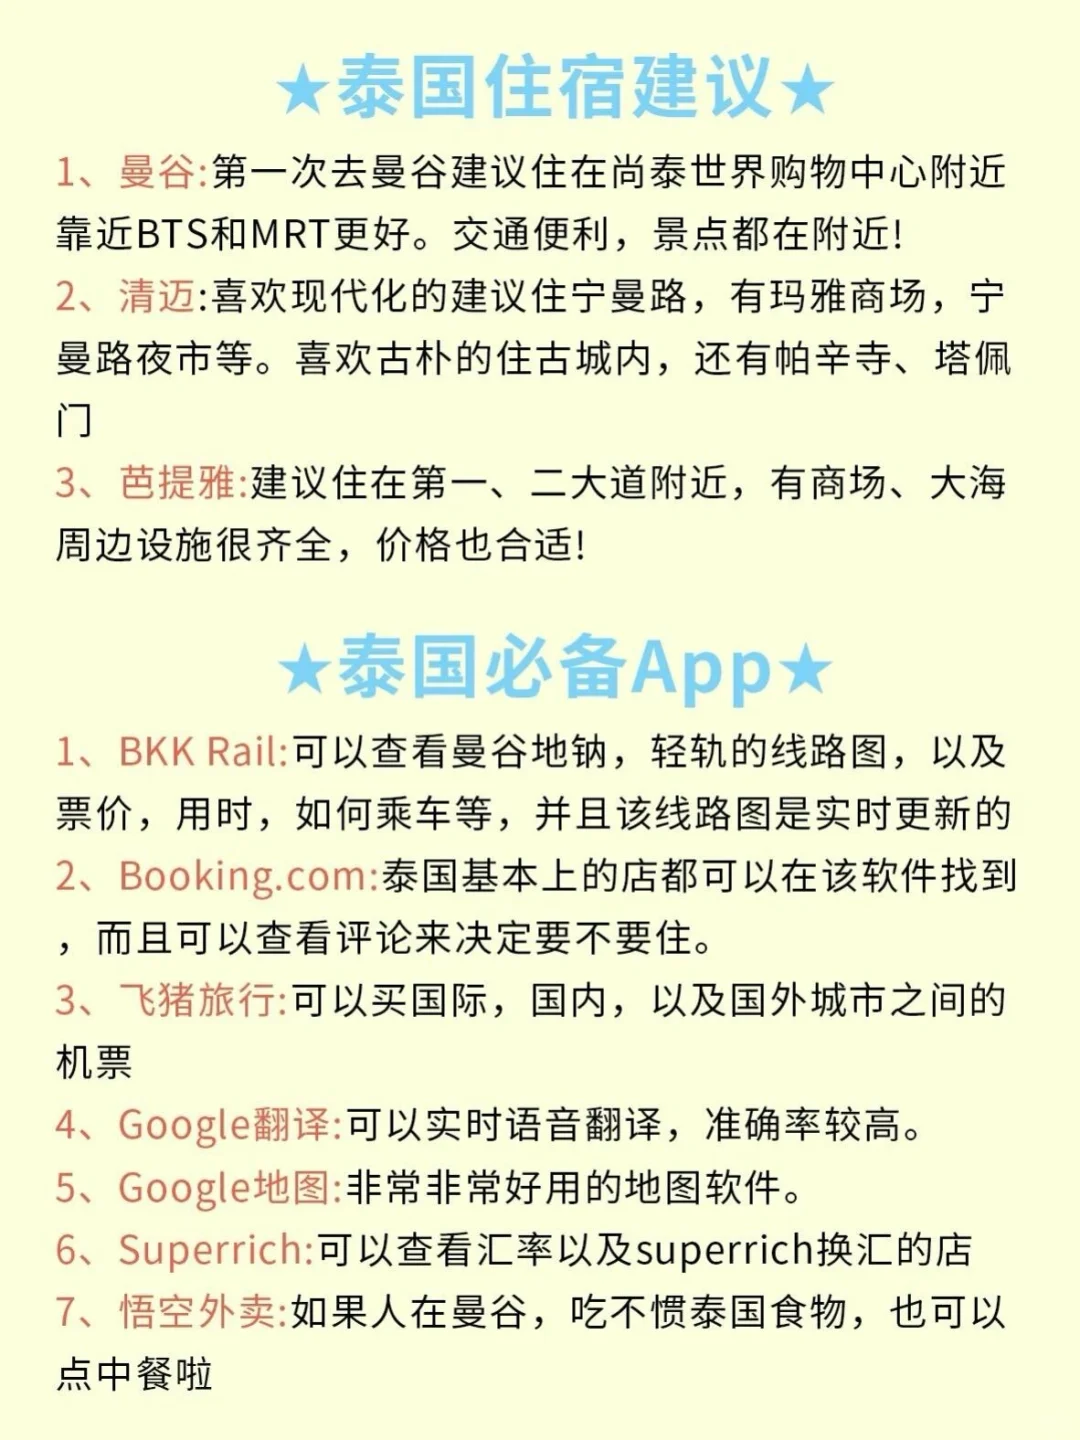 ★泰国住宿建议★
1、曼谷:第一次去曼谷建议住在尚泰世界购物中心附近
靠近BTS和MRT更好。交通便利，景点都在附近!
2、清迈:喜欢现代化的建议住宁曼路，有玛雅商场，宁
曼路夜市等。喜欢古朴的住古城内，还有帕辛寺、塔佩
门
3、芭提雅:建议住在第一、二大道附近，有商场、大海
周边设施很齐全，价格也合适!
★泰国必备App★
1、BKK Rail:可以查看曼谷地钠，轻轨的线路图，以及
票价，用时，如何乘车等，并且该线路图是实时更新的
2、Booking.com:泰国基本上的店都可以在该软件找到
，而且可以查看评论来决定要不要住。
3、飞猪旅行:可以买国际，国内，以及国外城市之间的
机票
4、Google翻译:可以实时语音翻译，准确率较高。
5、Google地图:非常非常好用的地图软件。
6、Superrich:可以查看汇率以及superrich换汇的店
7、悟空外卖:如果人在曼谷，吃不惯泰国食物，也可以
点中餐啦